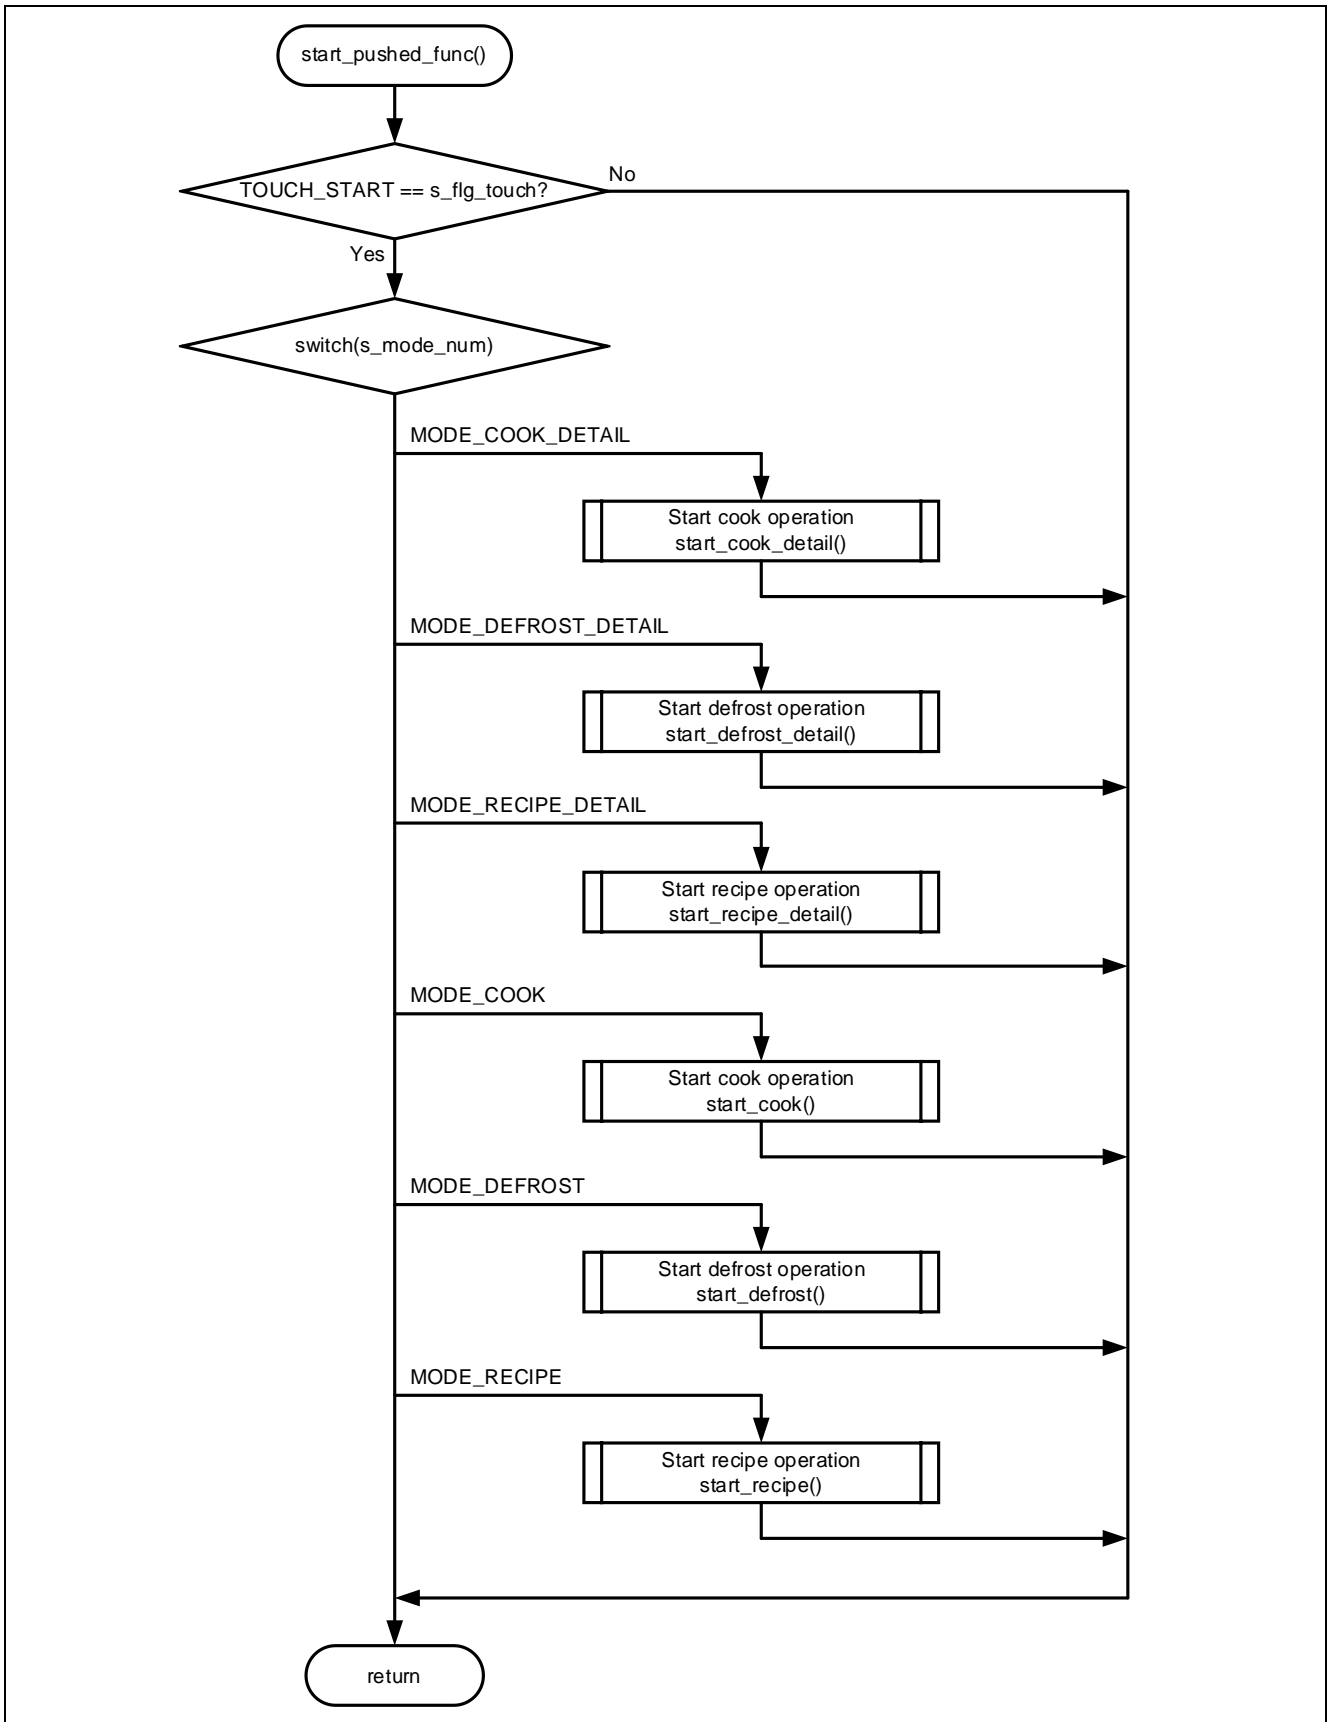 start_pushed_func()
TOUCH_START == s_flg_touch?
No
Yes
switch(s_mode_num)
MODE_COOK_DETAIL
Start cook operation
start_cook_detail()
MODE_DEFROST_DETAIL
Start defrost operation
start_defrost_detail()
MODE_RECIPE_DETAIL
Start recipe operation
start_recipe_detail()
MODE_COOK
Start cook operation
start_cook()
MODE_DEFROST
Start defrost operation
start_defrost()
MODE_RECIPE
Start recipe operation
start_recipe()
return